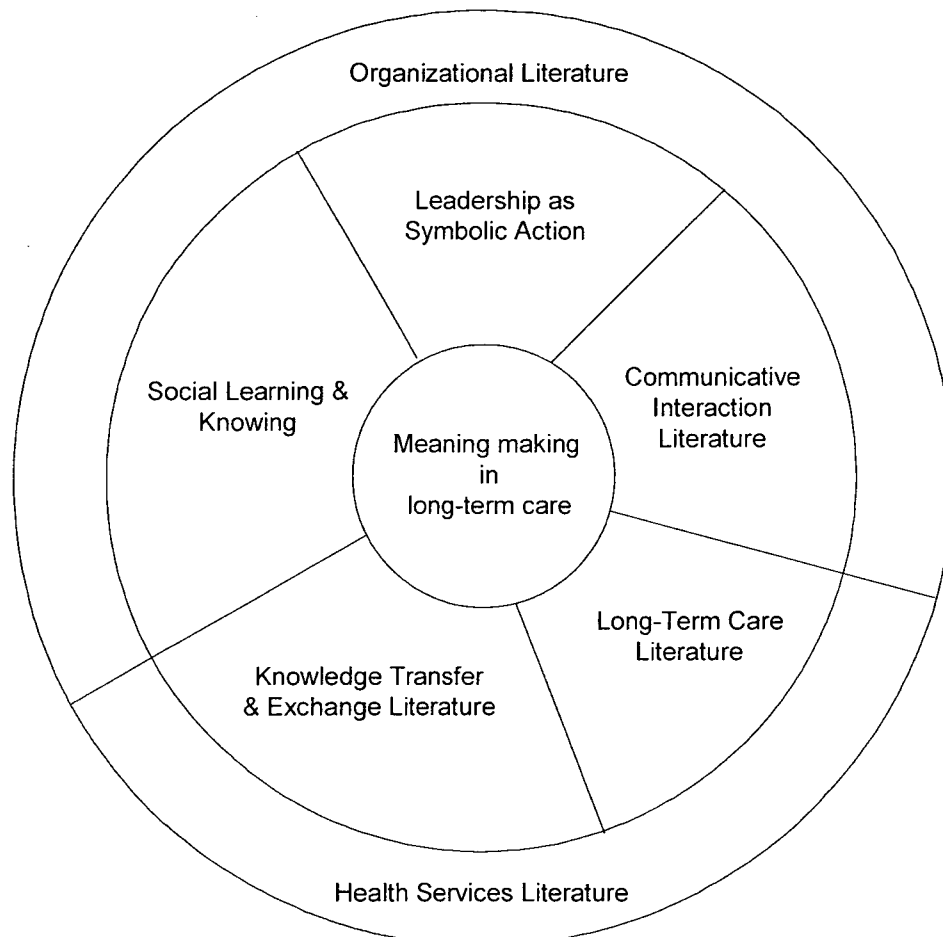 Organizational Literature
Leadership as
Symbolic Action
Social Learning &
Knowing
Communicative
Interaction
Literature
Meaning making
in
long-term care
Long-Term Care
Literature
Knowledge Transfer
& Exchange Literature
Health Services Literature